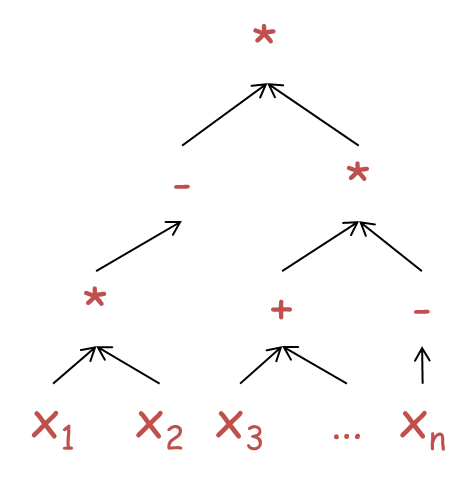 *
- *
* + -
x₁ x₂ x₃ ... xₙ